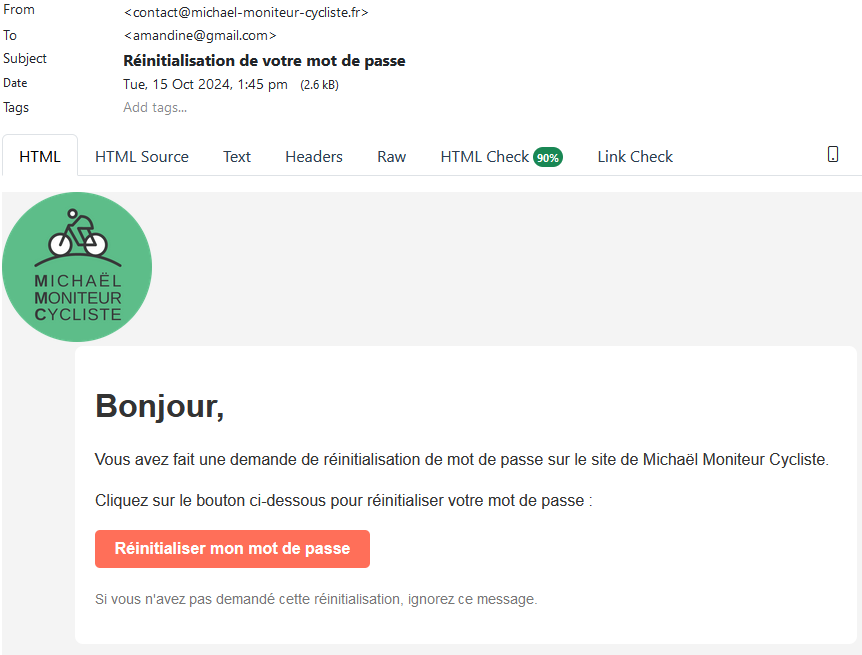 From <contact@michael-moniteur-cycliste.fr>
To <amandine@gmail.com>
Subject Réinitialisation de votre mot de passe
Date Tue, 15 Oct 2024, 1:45 pm (2.6 kB)
Tags Add tags...
HTML HTML Source Text Headers Raw HTML Check 90% Link Check
MICHAËL
MONITEUR
CYCLISTE
Bonjour,
Vous avez fait une demande de réinitialisation de mot de passe sur le site de Michaël Moniteur Cycliste.
Cliquez sur le bouton ci-dessous pour réinitialiser votre mot de passe :
Réinitialiser mon mot de passe
Si vous n'avez pas demandé cette réinitialisation, ignorez ce message.